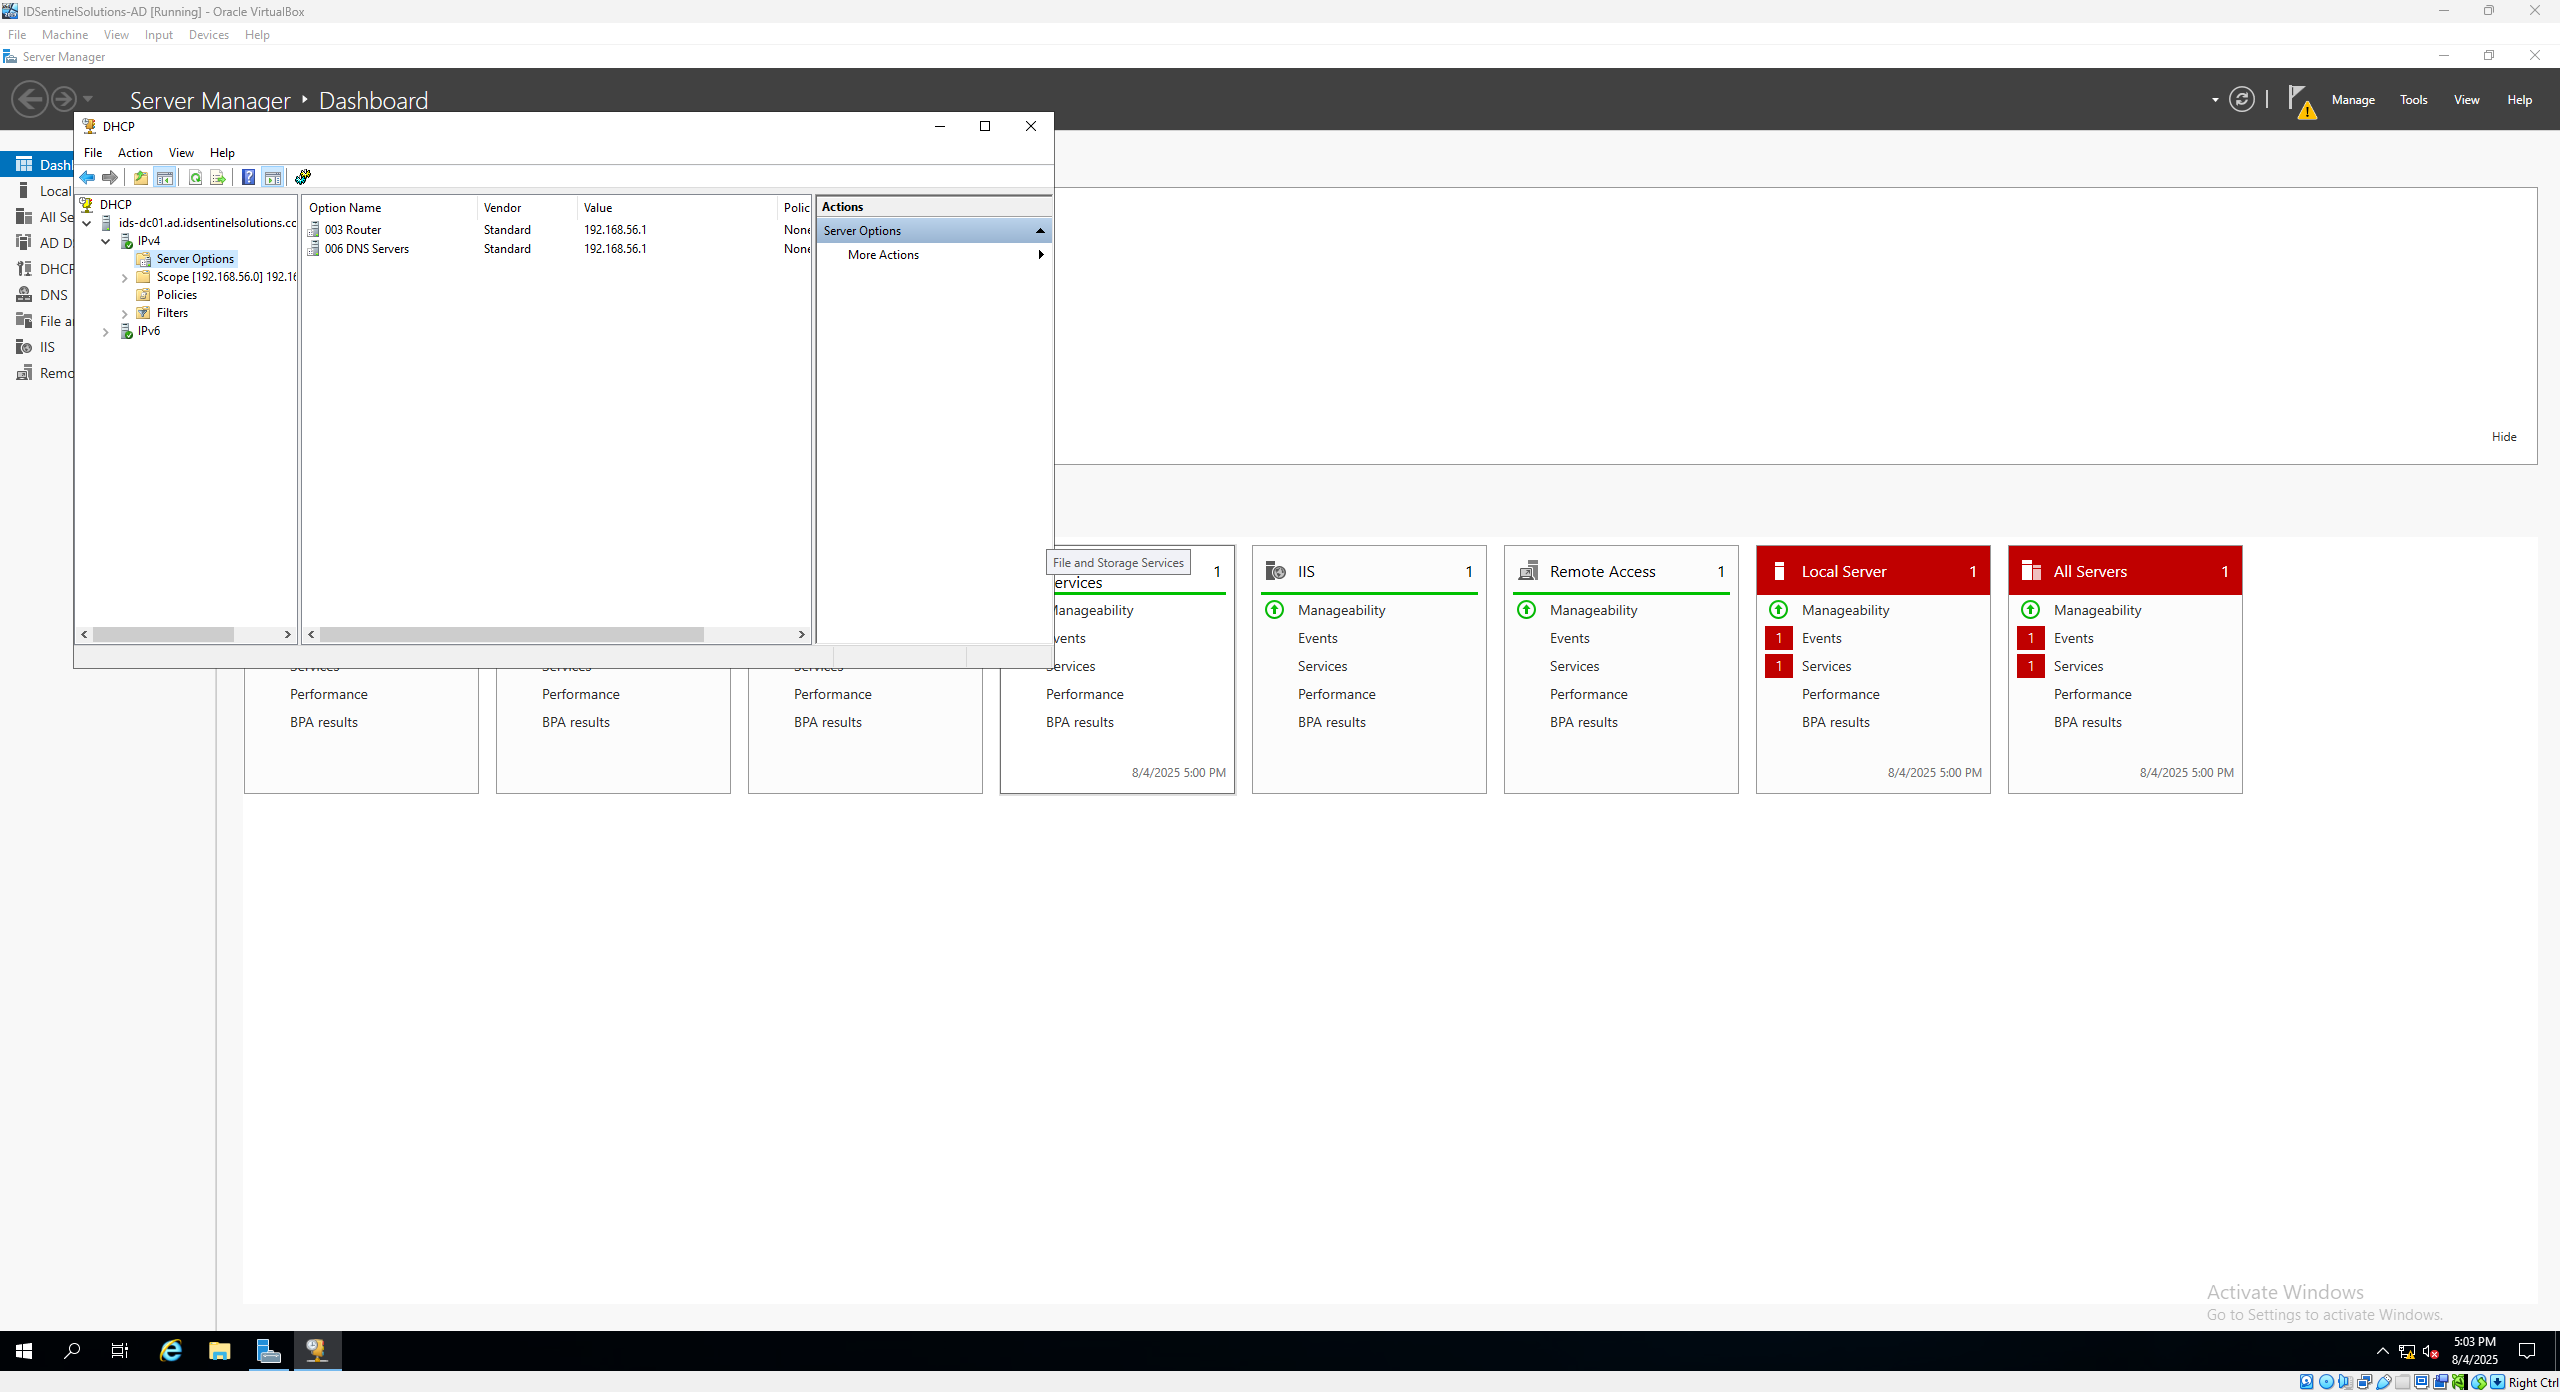 IDSentinelSolutions-AD [Running] - Oracle VirtualBox
File Machine View Input Devices Help
Server Manager
Server Manager Dashboard
Manage Tools View Help
DHCP
File Action View Help
Dash
Local
All Se
AD D
DHCP
DNS
File a
IIS
Remo
DHCP
ids-dc01.ad.idsentinelsolutions.cc
IPv4
Server Options
Scope [192.168.56.0] 192.16
Policies
Filters
IPv6
Option Name Vendor Value Polic
003 Router Standard 192.168.56.1 None
006 DNS Servers Standard 192.168.56.1 None
Actions
Server Options
More Actions
Hide
File and Storage Services
ervices 1
Manageability
vents
ervices
Performance
BPA results
8/4/2025 5:00 PM
IIS 1
Manageability
Events
Services
Performance
BPA results
Remote Access 1
Manageability
Events
Services
Performance
BPA results
Local Server 1
Manageability
1 Events
1 Services
Performance
BPA results
8/4/2025 5:00 PM
All Servers 1
Manageability
1 Events
1 Services
Performance
BPA results
8/4/2025 5:00 PM
Services
Performance
BPA results
Services
Performance
BPA results
Services
Performance
BPA results
Activate Windows
Go to Settings to activate Windows.
5:03 PM
8/4/2025
Right Ctrl